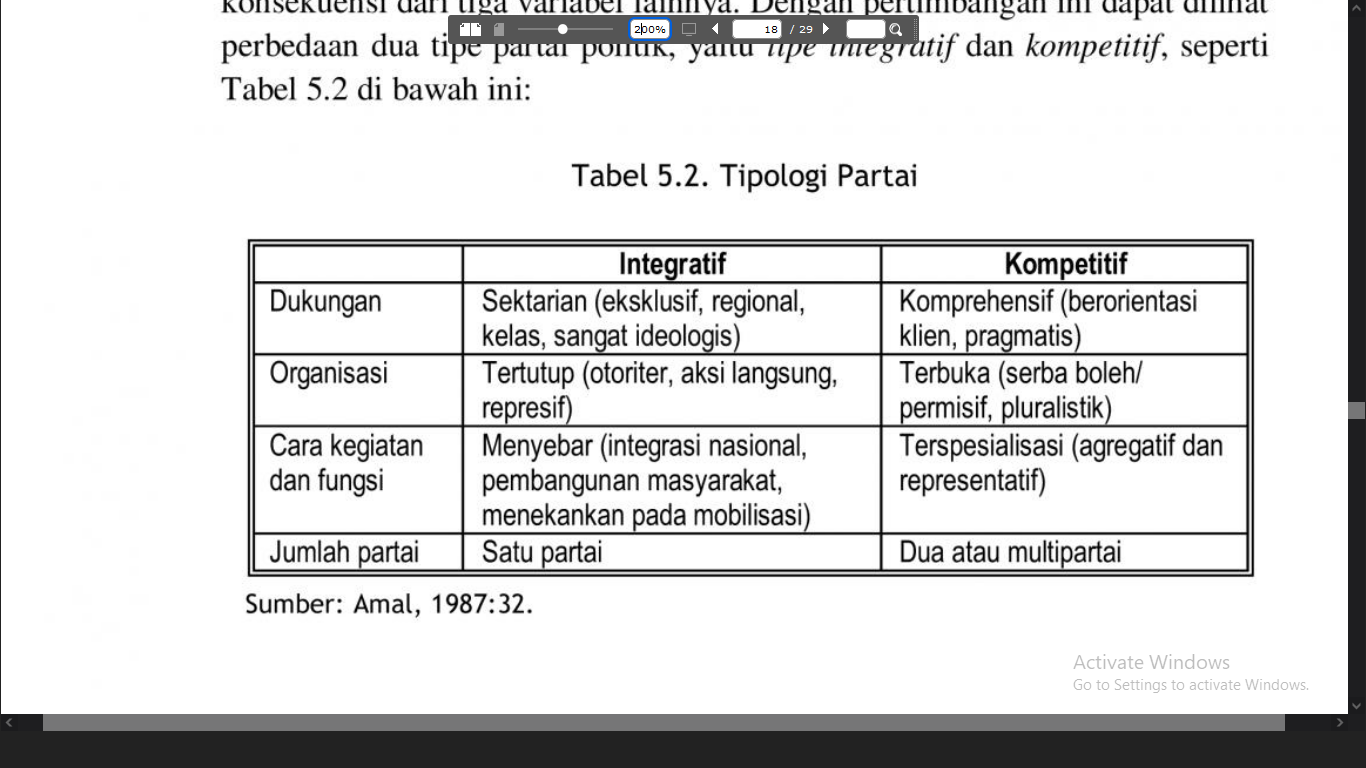 konsekuensi dari tiga variabel lainnya. Dengan pertimbangan ini dapat dilihat
200% 18 / 29
perbedaan dua tipe partai politik, yaitu tipe integratif dan kompetitif, seperti
Tabel 5.2 di bawah ini:
Tabel 5.2. Tipologi Partai
Integratif Kompetitif
Dukungan Sektarian (eksklusif, regional, Komprehensif (berorientasi
kelas, sangat ideologis) klien, pragmatis)
Organisasi Tertutup (otoriter, aksi langsung, Terbuka (serba boleh/
represif) permisif, pluralistik)
Cara kegiatan Menyebar (integrasi nasional, Terspesialisasi (agregatif dan
dan fungsi pembangunan masyarakat, representatif)
menekankan pada mobilisasi)
Jumlah partai Satu partai Dua atau multipartai
Sumber: Amal, 1987:32.
Activate Windows
Go to Settings to activate Windows.